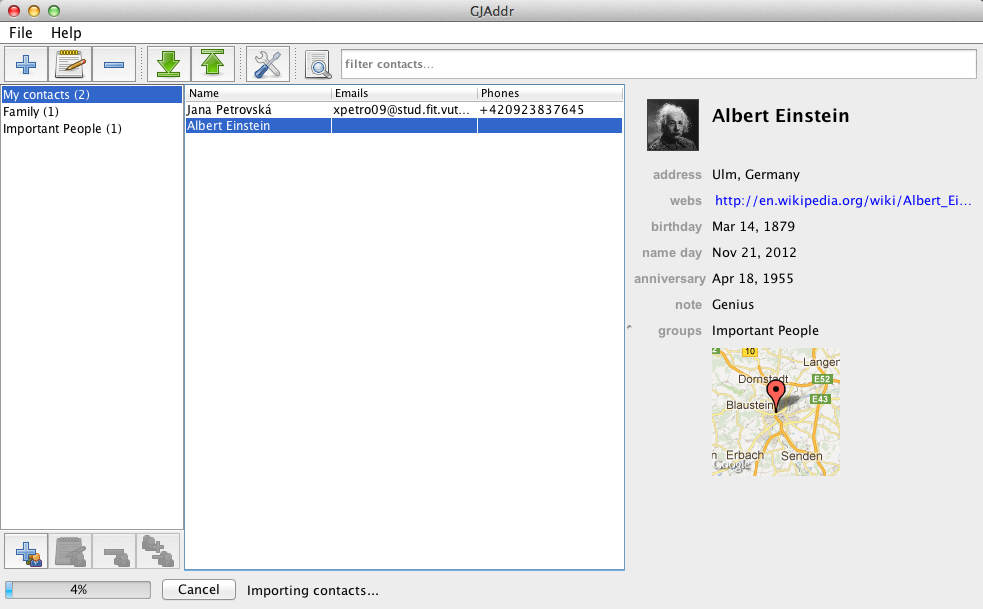 GJAddr
File Help
filter contacts...
My contacts (2)
Family (1)
Important People (1)
Name Emails Phones
Jana Petrovská xpetro09@stud.fit.vut... +420923837645
Albert Einstein
Albert Einstein
address Ulm, Germany
webs http://en.wikipedia.org/wiki/Albert_Ei...
birthday Mar 14, 1879
name day Nov 21, 2012
anniversary Apr 18, 1955
note Genius
groups Important People
10
Langen
Dornstadt E52
E43
Blaustein
Erbach Senden
Google
4% Cancel Importing contacts...